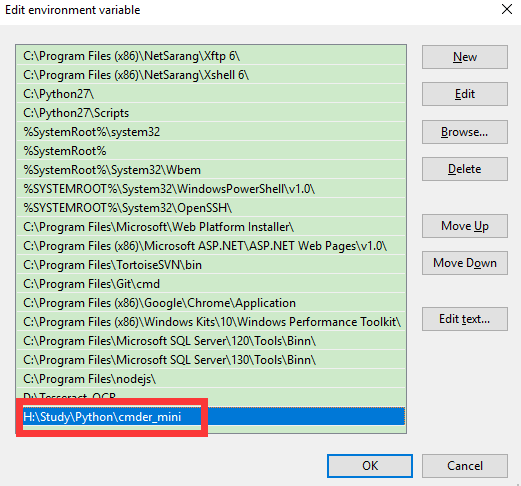 Edit environment variable
C:\Program Files (x86)\NetSarang\Xftp 6\
C:\Program Files (x86)\NetSarang\Xshell 6\
C:\Python27\
C:\Python27\Scripts
%SystemRoot%\system32
%SystemRoot%
%SystemRoot%\System32\Wbem
%SYSTEMROOT%\System32\WindowsPowerShell\v1.0\
%SYSTEMROOT%\System32\OpenSSH\
C:\Program Files\Microsoft\Web Platform Installer\
C:\Program Files (x86)\Microsoft ASP.NET\ASP.NET Web Pages\v1.0\
C:\Program Files\TortoiseSVN\bin
C:\Program Files\Git\cmd
C:\Program Files (x86)\Google\Chrome\Application
C:\Program Files (x86)\Windows Kits\10\Windows Performance Toolkit\
C:\Program Files\Microsoft SQL Server\120\Tools\Binn\
C:\Program Files\Microsoft SQL Server\130\Tools\Binn\
C:\Program Files\nodejs\
D:\Tesseract-OCR
H:\Study\Python\cmder_mini
New
Edit
Browse...
Delete
Move Up
Move Down
Edit text...
OK
Cancel